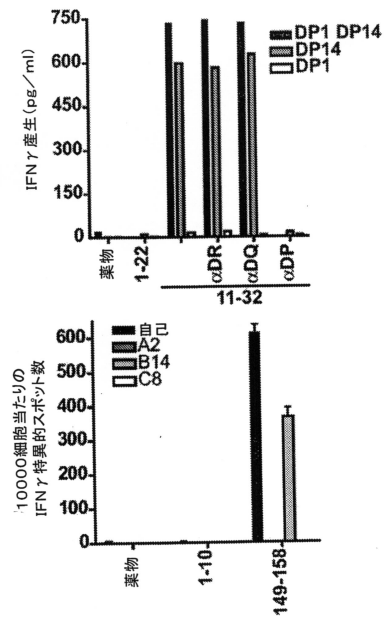 IFNγ産生(pg/ml)
750
600
450
300
150
0
DP1 DP14
DP14
DP1
薬物
1-22
αDR
αDQ
αDP
11-32
10000細胞当たりの
IFNγ特異的スポット数
600
500
400
300
200
100
0
自己
A2
B14
C8
薬物
1-10
149-158